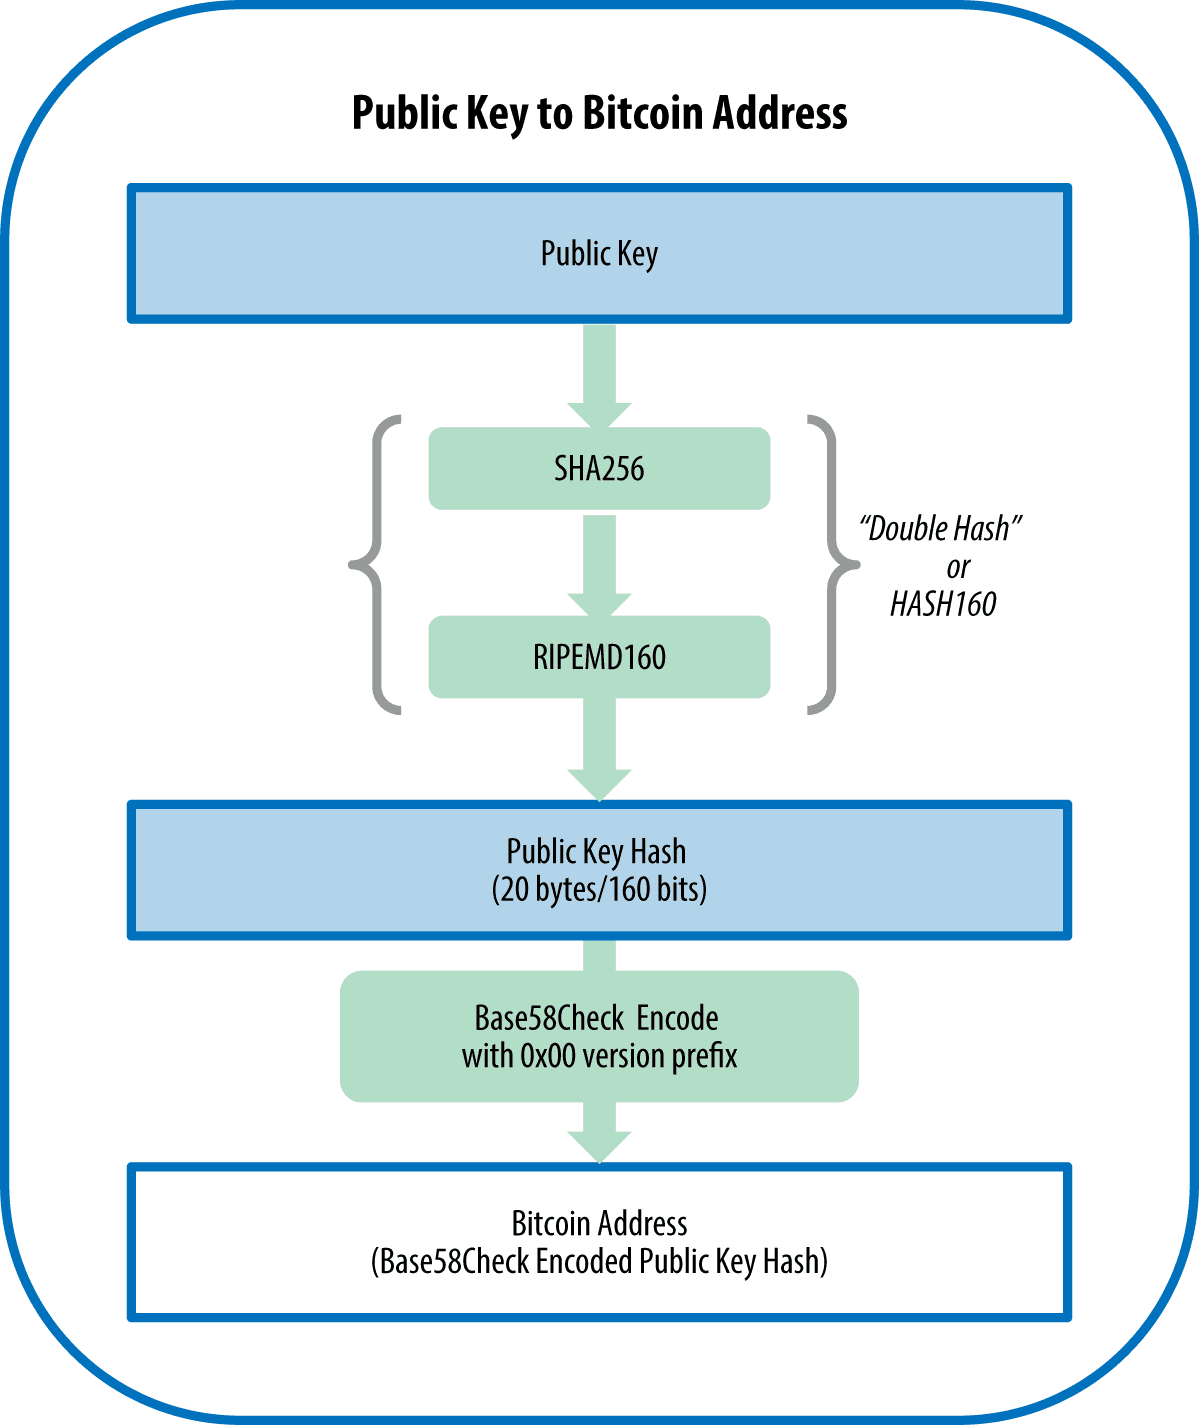 Public Key to Bitcoin Address
Public Key
SHA256
“Double Hash”
or
HASH160
RIPEMD160
Public Key Hash
(20 bytes/160 bits)
Base58Check Encode
with 0x00 version prefix
Bitcoin Address
(Base58Check Encoded Public Key Hash)